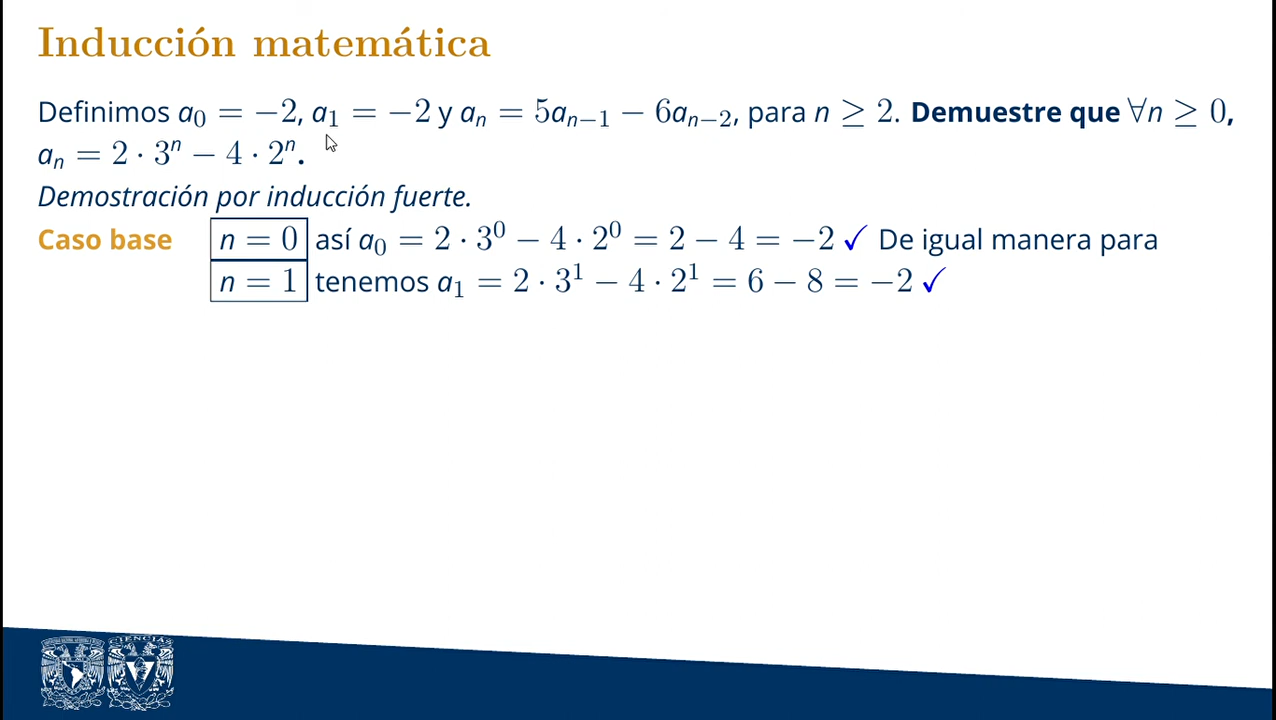 Inducción matemática
Definimos a₀ = −2, a₁ = −2 y aₙ = 5aₙ₋₁ − 6aₙ₋₂, para n ≥ 2. Demuestre que ∀n ≥ 0,
aₙ = 2 · 3ⁿ − 4 · 2ⁿ.
Demostración por inducción fuerte.
Caso base n = 0 así a₀ = 2 · 3⁰ − 4 · 2⁰ = 2 − 4 = −2 ✓ De igual manera para
n = 1 tenemos a₁ = 2 · 3¹ − 4 · 2¹ = 6 − 8 = −2 ✓
CIENCIAS